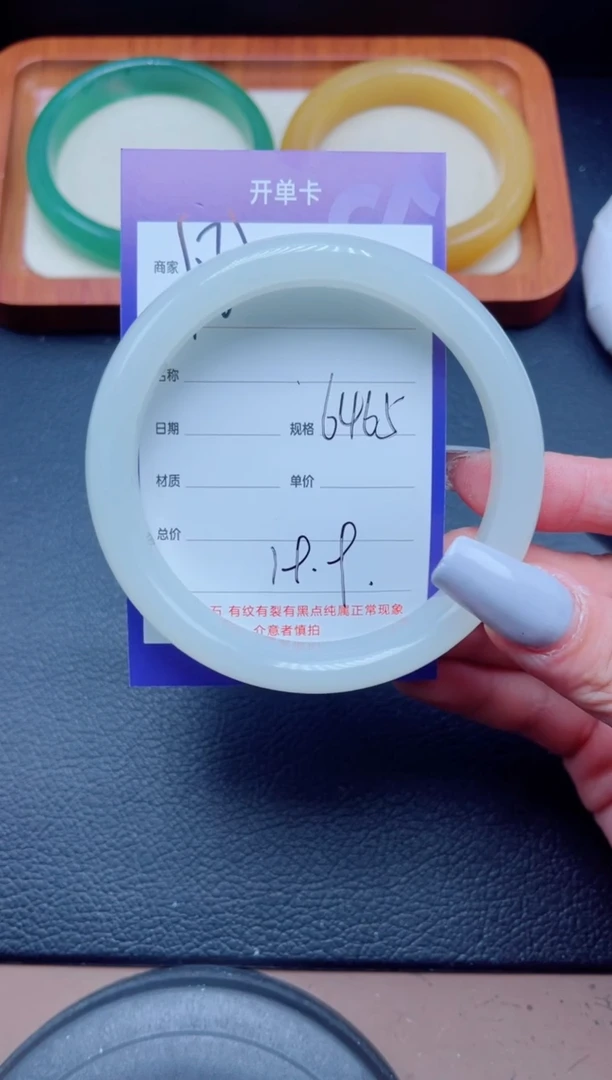 开单卡
商家
称
日期 规格 6465
材质 单价
总价
石 有纹有裂有黑点纯属正常现象
介意者慎拍